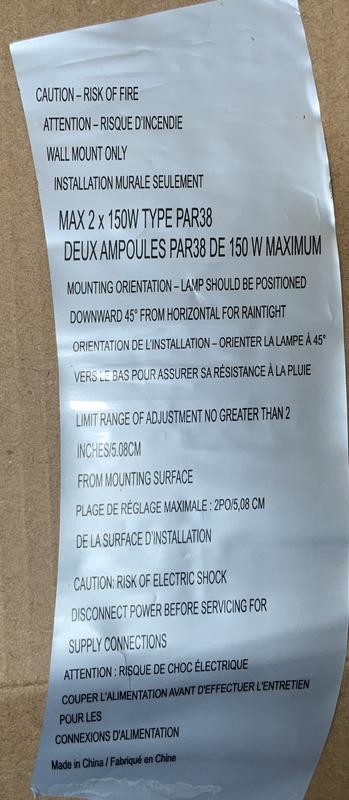 CAUTION – RISK OF FIRE
ATTENTION – RISQUE D'INCENDIE
WALL MOUNT ONLY
INSTALLATION MURALE SEULEMENT
MAX 2 x 150W TYPE PAR38
DEUX AMPOULES PAR38 DE 150 W MAXIMUM
MOUNTING ORIENTATION – LAMP SHOULD BE POSITIONED
DOWNWARD 45° FROM HORIZONTAL FOR RAINTIGHT
ORIENTATION DE L'INSTALLATION – ORIENTER LA LAMPE À 45°
VERS LE BAS POUR ASSURER SA RÉSISTANCE À LA PLUIE
LIMIT RANGE OF ADJUSTMENT NO GREATER THAN 2
INCHES/5.08CM
FROM MOUNTING SURFACE
PLAGE DE RÉGLAGE MAXIMALE : 2PO/5,08 CM
DE LA SURFACE D'INSTALLATION
CAUTION: RISK OF ELECTRIC SHOCK
DISCONNECT POWER BEFORE SERVICING FOR
SUPPLY CONNECTIONS
ATTENTION : RISQUE DE CHOC ÉLECTRIQUE
COUPER L'ALIMENTATION AVANT D'EFFECTUER L'ENTRETIEN
POUR LES
CONNEXIONS D'ALIMENTATION
Made in China / Fabriqué en Chine